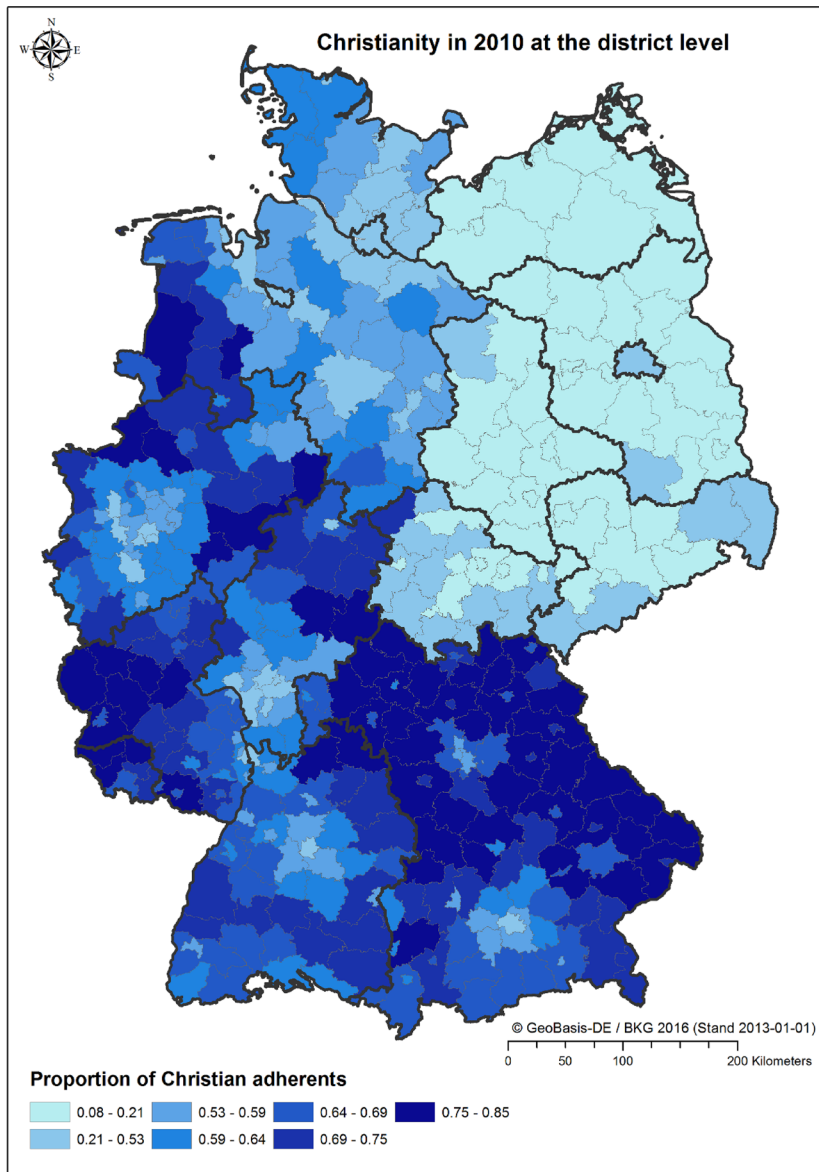 N
W E
S
Christianity in 2010 at the district level
© GeoBasis-DE / BKG 2016 (Stand 2013-01-01)
0 50 100 200 Kilometers
Proportion of Christian adherents
0.08 - 0.21 0.53 - 0.59 0.64 - 0.69 0.75 - 0.85
0.21 - 0.53 0.59 - 0.64 0.69 - 0.75